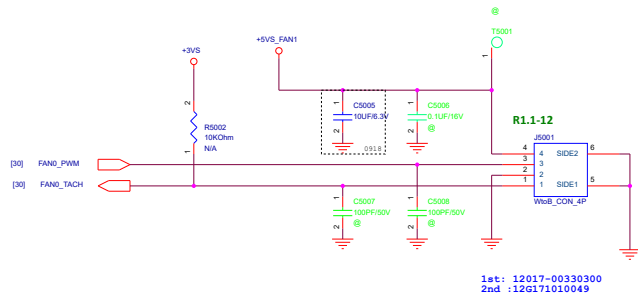 @
T5001
1
+3VS
+5VS_FAN1
2
R5002
10KOhm
N/A
1
1
C5005
10UF/6.3V
2
0918
1
C5006
0.1UF/16V
@
2
R1.1-12
J5001
4
3
2
1
4
3
2
1
SIDE2
SIDE1
6
5
WtoB_CON_4P
[30] FAN0_PWM
[30] FAN0_TACH
1
C5007
100PF/50V
@
2
1
C5008
100PF/50V
@
2
1st: 12017-00330300
2nd :12G171010049